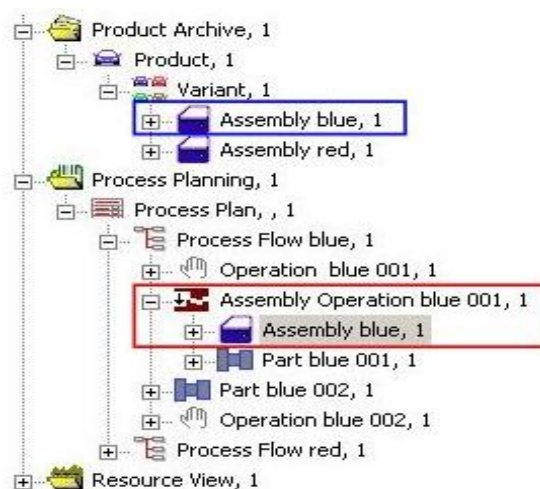 Product Archive, 1
Product, 1
Variant, 1
Assembly blue, 1
Assembly red, 1
Process Planning, 1
Process Plan, , 1
Process Flow blue, 1
Operation  blue 001, 1
Assembly Operation blue 001, 1
Assembly blue, 1
Part blue 001, 1
Part blue 002, 1
Operation blue 002, 1
Process Flow red, 1
Resource View, 1